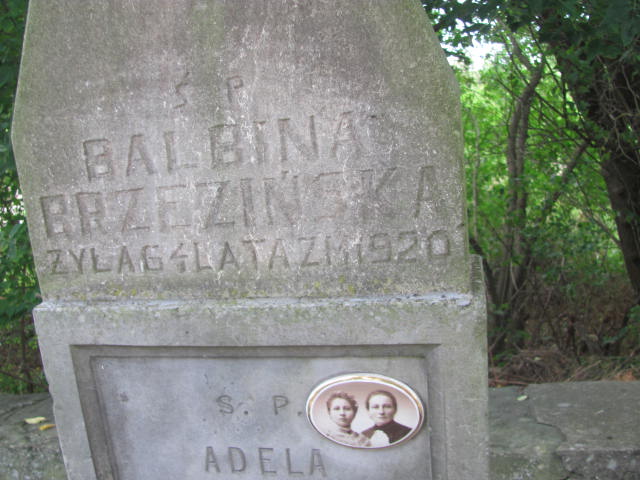 Ś P
BALBINA
BRZEZIŃSKA
ŻYŁA 64 LATA ZM 1920
Ś. P.
ADELA